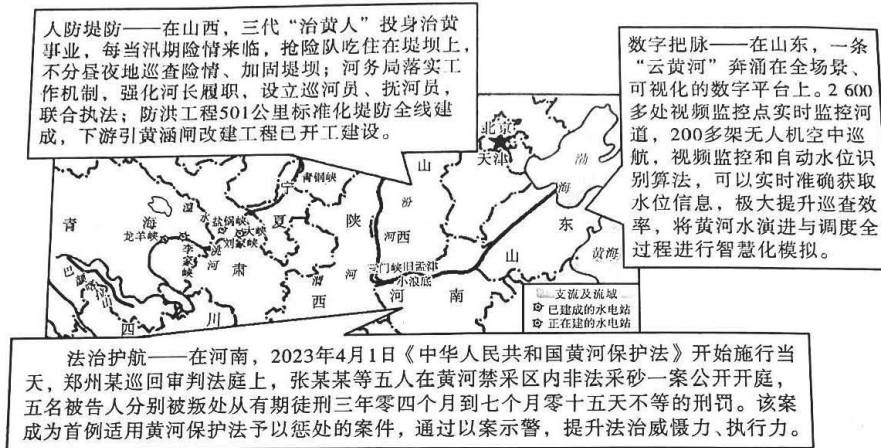 人防堤防——在山西，三代“治黄人”投身治黄
事业，每当汛期险情来临，抢险队吃住在堤坝上，
不分昼夜地巡查险情、加固堤坝；河务局落实工
作机制，强化河长履职，设立巡河员、扶河员，
联合执法；防洪工程501公里标准化堤防全线建
成，下游引黄涵闸改建工程已开工建设。
数字把脉——在山东，一条
“云黄河”奔涌在全场景、
可视化的数字平台上。2 600
多处视频监控点实时监控河
道，200多架无人机空中巡
航，视频监控和自动水位识
别算法，可以实时准确获取
水位信息，极大提升巡查效
率，将黄河水演进与调度全
过程进行智慧化模拟。
北京
天津
渤
海
黄海
山
东
山
西
汾
河
陕
西
宁
夏
青铜峡
青
海
湟
水
盐锅峡
大峡
刘家峡
龙羊峡
李家峡
洮
河
肃
渭
河
三门峡
旧孟津
小浪底
河
南
四
川
支流及流域
已建成的水电站
正在建的水电站
法治护航——在河南，2023年4月1日《中华人民共和国黄河保护法》开始施行当
天，郑州某巡回审判法庭上，张某某等五人在黄河禁采区内非法采砂一案公开开庭，
五名被告人分别被叛处从有期徒刑三年零四个月到七个月零十五天不等的刑罚。该案
成为首例适用黄河保护法予以惩处的案件，通过以案示警，提升法治威慑力、执行力。